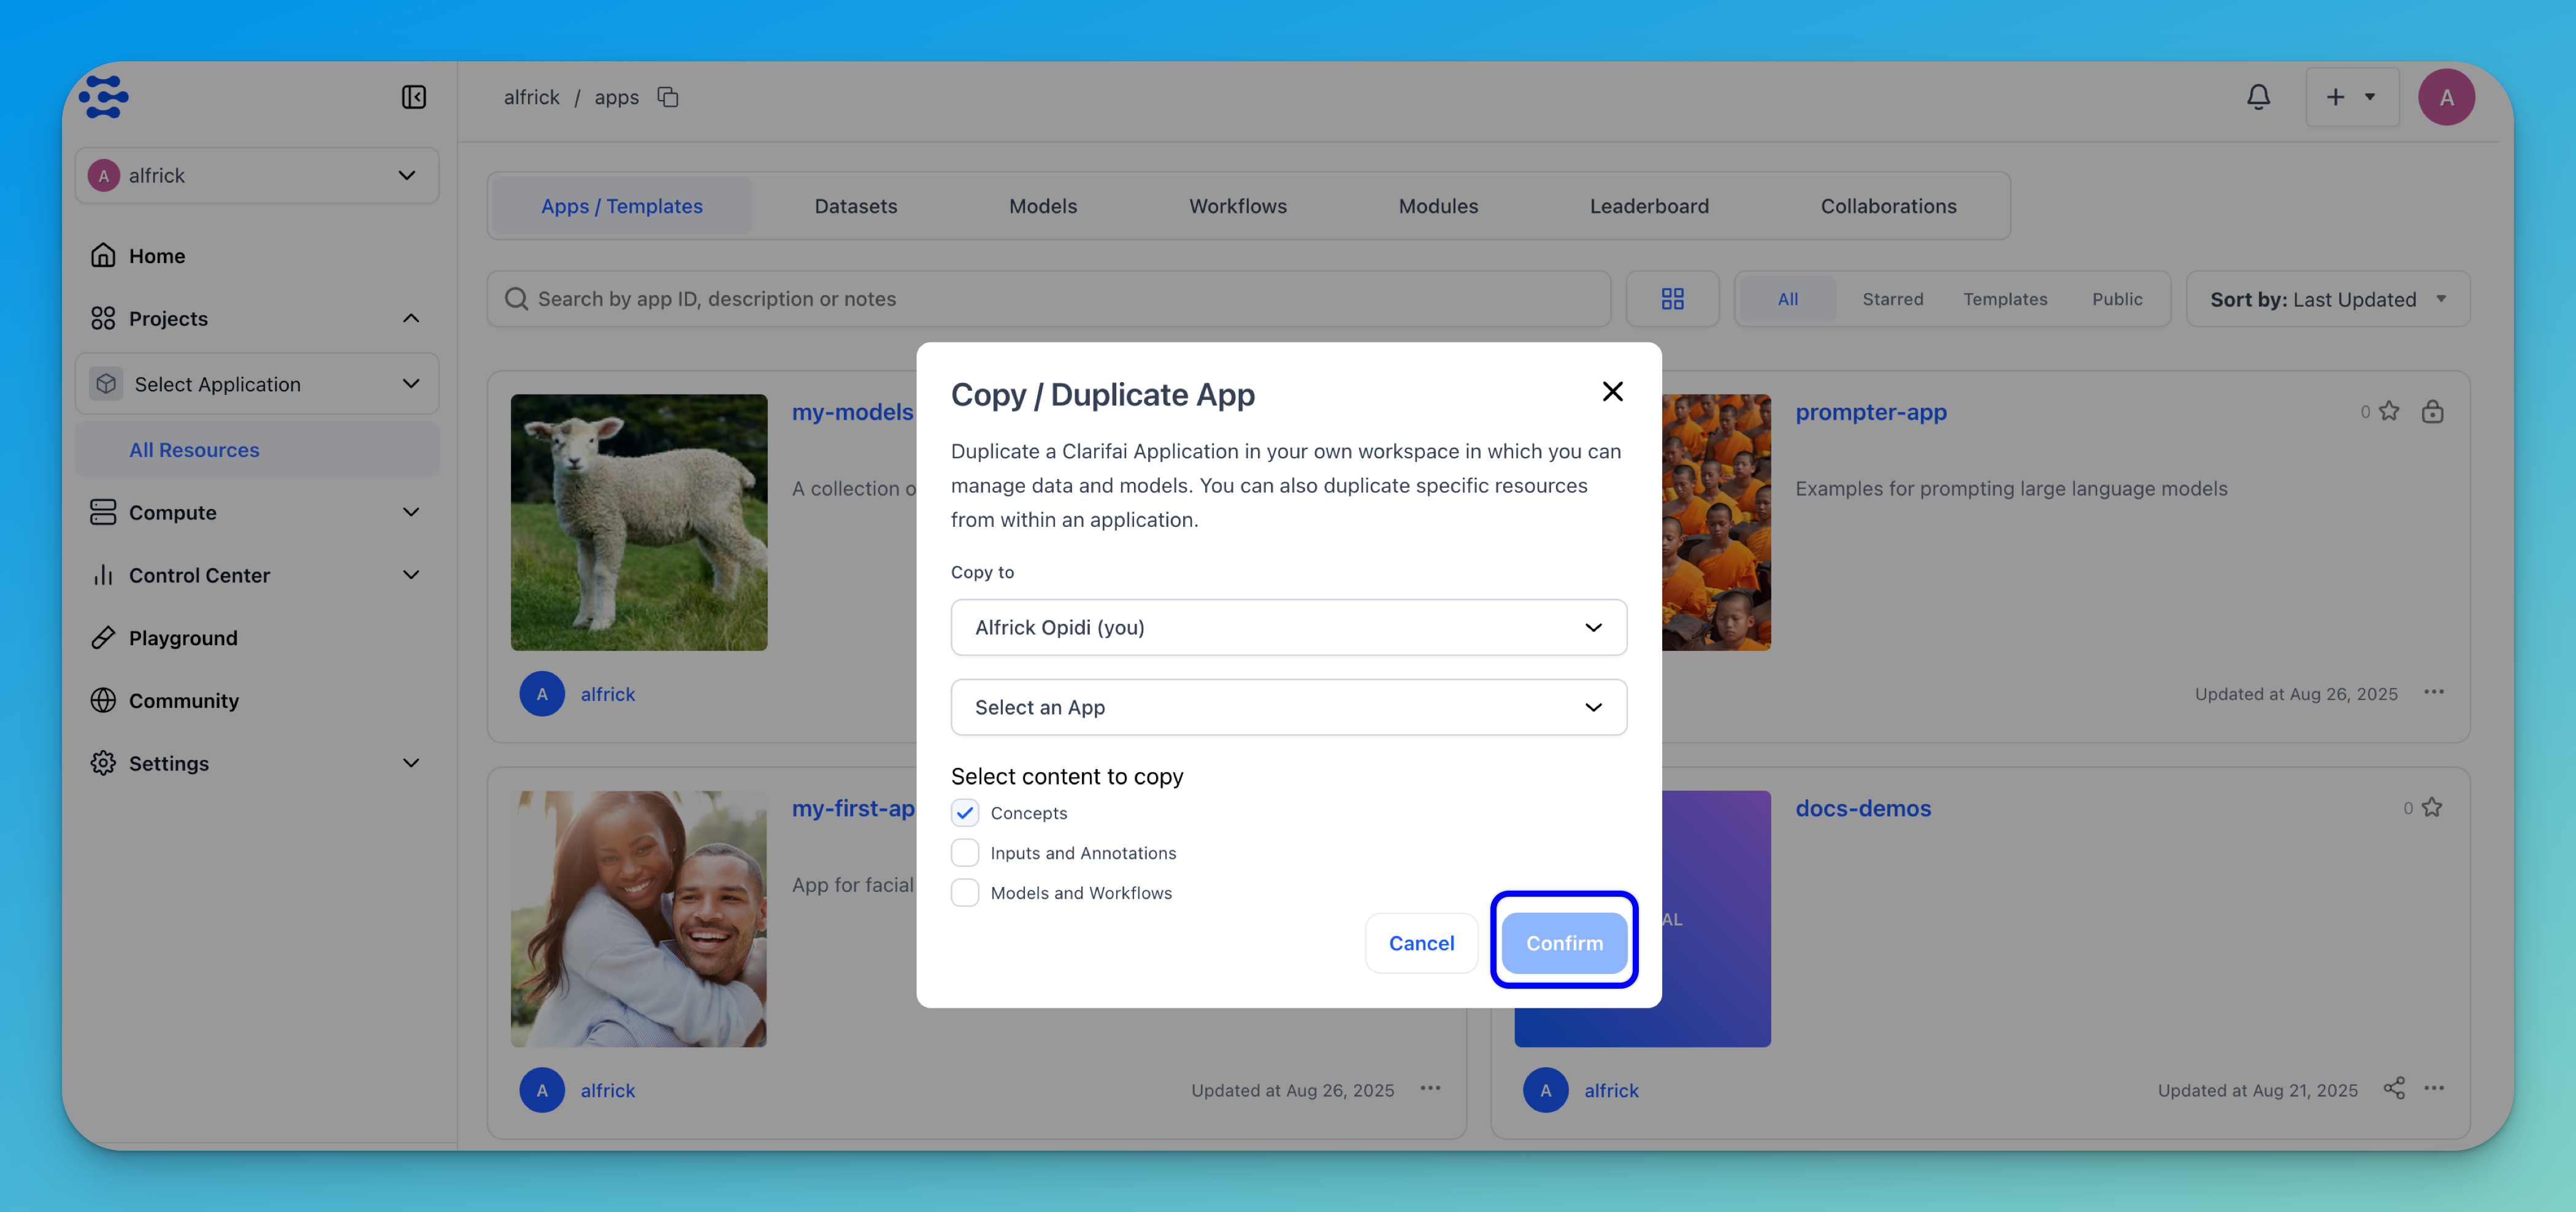 alfrick / apps
A
A alfrick
Home
Projects
Select Application
All Resources
Compute
Control Center
Playground
Community
Settings
Apps / Templates Datasets Models Workflows Modules Leaderboard Collaborations
Search by app ID, description or notes
All Starred Templates Public
Sort by: Last Updated
my-models
A collection o
A alfrick
prompter-app
0
Examples for prompting large language models
Updated at Aug 26, 2025
my-first-ap
App for facial
A alfrick
Updated at Aug 26, 2025
docs-demos
0
AL
A alfrick
Updated at Aug 21, 2025
Copy / Duplicate App
Duplicate a Clarifai Application in your own workspace in which you can
manage data and models. You can also duplicate specific resources
from within an application.
Copy to
Alfrick Opidi (you)
Select an App
Select content to copy
Concepts
Inputs and Annotations
Models and Workflows
Cancel
Confirm